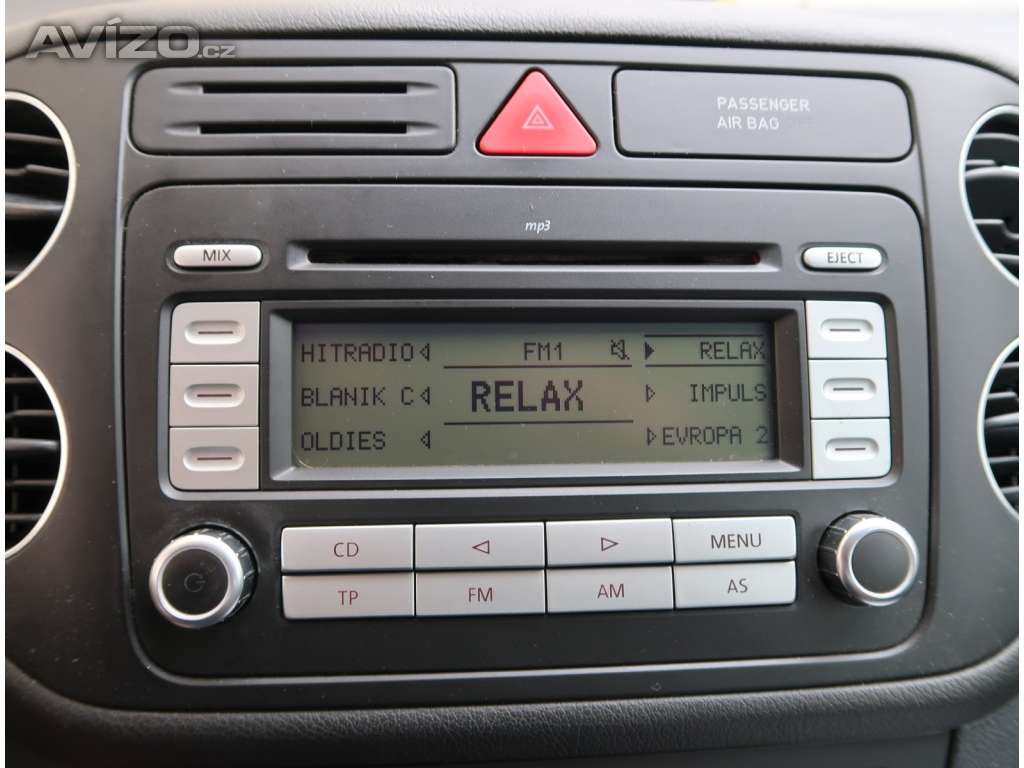 AVÍZO.cz
PASSENGER
AIR BAG
mp3
MIX
EJECT
HITRADIO FM1 RELAX
BLANIK C RELAX IMPULS
OLDIES EVROPA 2
CD MENU
TP FM AM AS